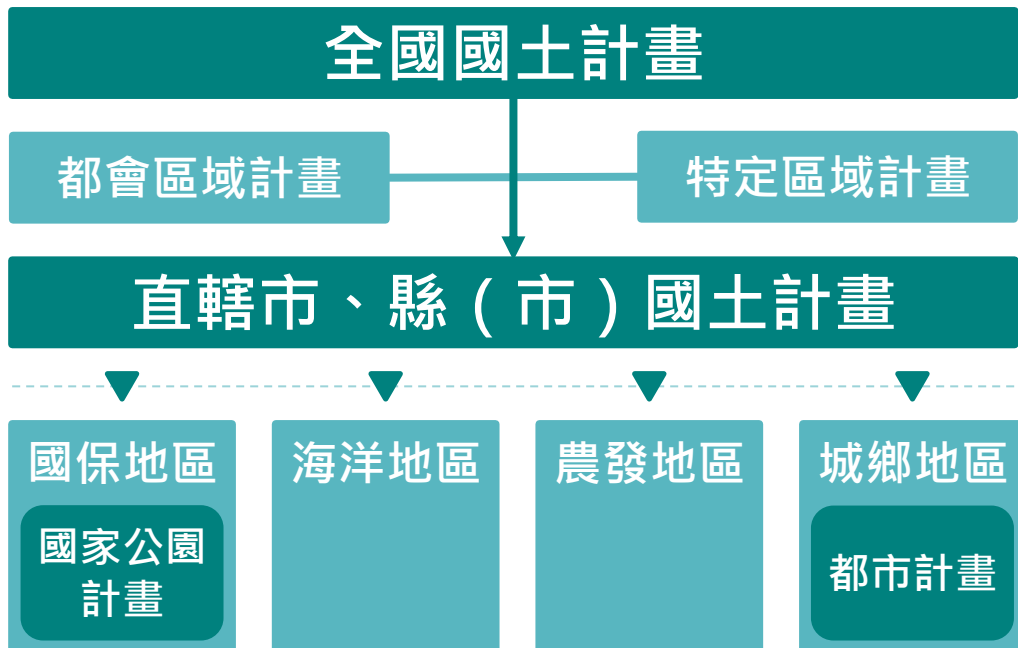 全國國土計畫
都會區域計畫
特定區域計畫
直轄市、縣（市）國土計畫
國保地區
海洋地區
農發地區
城鄉地區
國家公園
計畫
都市計畫